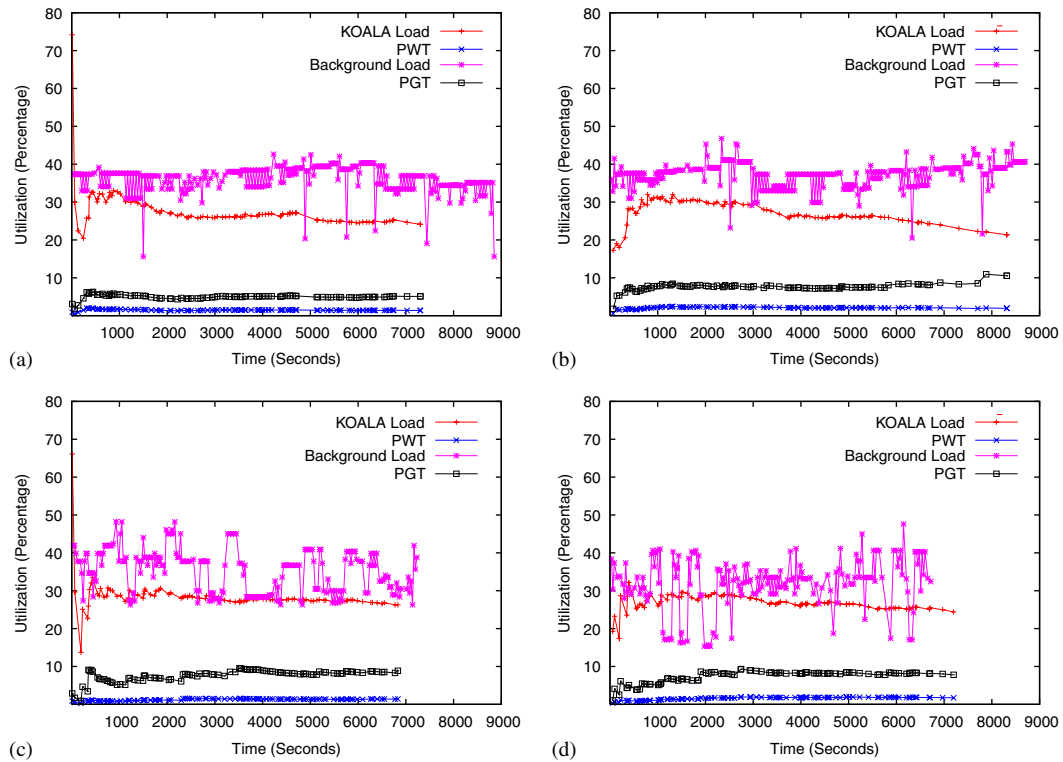 80
70
60
50
40
30
20
10
Utilization (Percentage)
KOALA Load
PWT
Background Load
PGT
1000 2000 3000 4000 5000 6000 7000 8000 9000
Time (Seconds)
(a)
80
70
60
50
40
30
20
10
Utilization (Percentage)
KOALA Load
PWT
Background Load
PGT
1000 2000 3000 4000 5000 6000 7000 8000 9000
Time (Seconds)
(b)
80
70
60
50
40
30
20
10
Utilization (Percentage)
KOALA Load
PWT
Background Load
PGT
1000 2000 3000 4000 5000 6000 7000 8000 9000
Time (Seconds)
(c)
80
70
60
50
40
30
20
10
Utilization (Percentage)
KOALA Load
PWT
Background Load
PGT
1000 2000 3000 4000 5000 6000 7000 8000 9000
Time (Seconds)
(d)